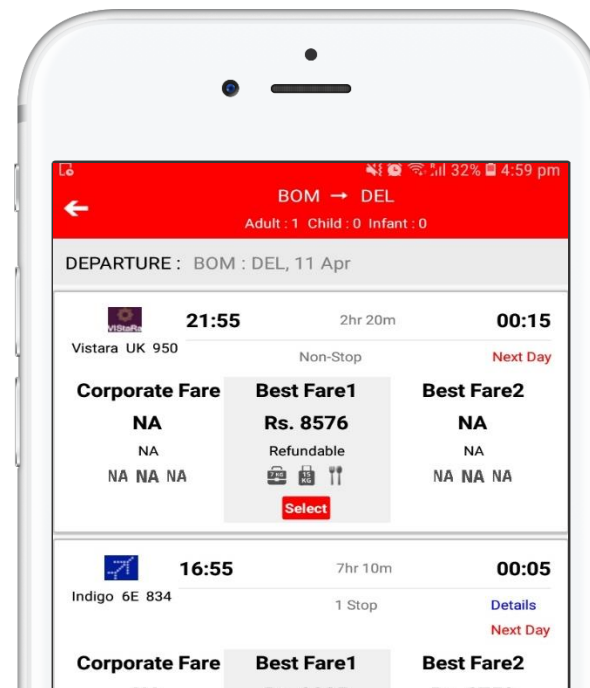 32% 4:59 pm
BOM → DEL
Adult : 1 Child : 0 Infant : 0
DEPARTURE : BOM : DEL, 11 Apr
VIStaRa
21:55 2hr 20m 00:15
Vistara UK 950
Non-Stop Next Day
Corporate Fare Best Fare1 Best Fare2
NA Rs. 8576 NA
NA Refundable NA
NA NA NA 15 KG NA NA NA
Select
16:55 7hr 10m 00:05
Indigo 6E 834
1 Stop Details
Next Day
Corporate Fare Best Fare1 Best Fare2